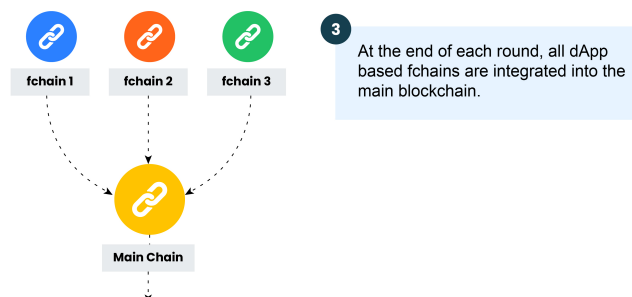 fchain 1
fchain 2
fchain 3
Main Chain
3
At the end of each round, all dApp
based fchains are integrated into the
main blockchain.